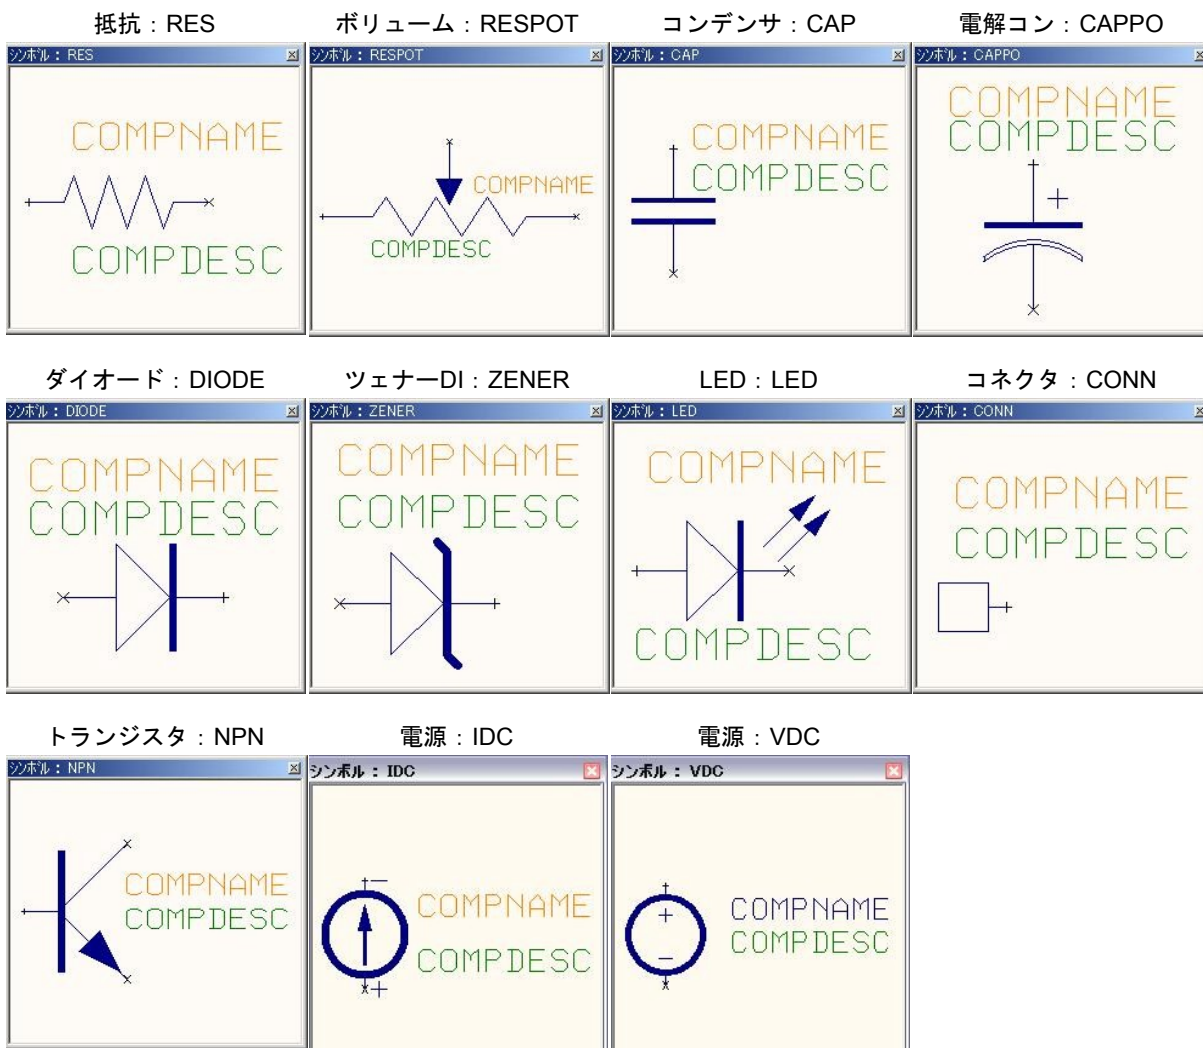 抵抗：RES
ボリューム：RESPOT
コンデンサ：CAP
電解コン：CAPPO
シンボル： RES
シンボル： RESPOT
シンボル： CAP
シンボル： CAPPO
COMPNAME
COMPDESC
COMPNAME
COMPDESC
COMPNAME
COMPDESC
COMPNAME
COMPDESC
+
ダイオード：DIODE
ツェナーDI：ZENER
LED：LED
コネクタ：CONN
シンボル： DIODE
シンボル： ZENER
シンボル： LED
シンボル： CONN
COMPNAME
COMPDESC
COMPNAME
COMPDESC
COMPNAME
COMPDESC
COMPNAME
COMPDESC
トランジスタ：NPN
電源：IDC
電源：VDC
シンボル： NPN
シンボル： IDC
シンボル： VDC
COMPNAME
COMPDESC
−
COMPNAME
COMPDESC
+
+
COMPNAME
COMPDESC
−